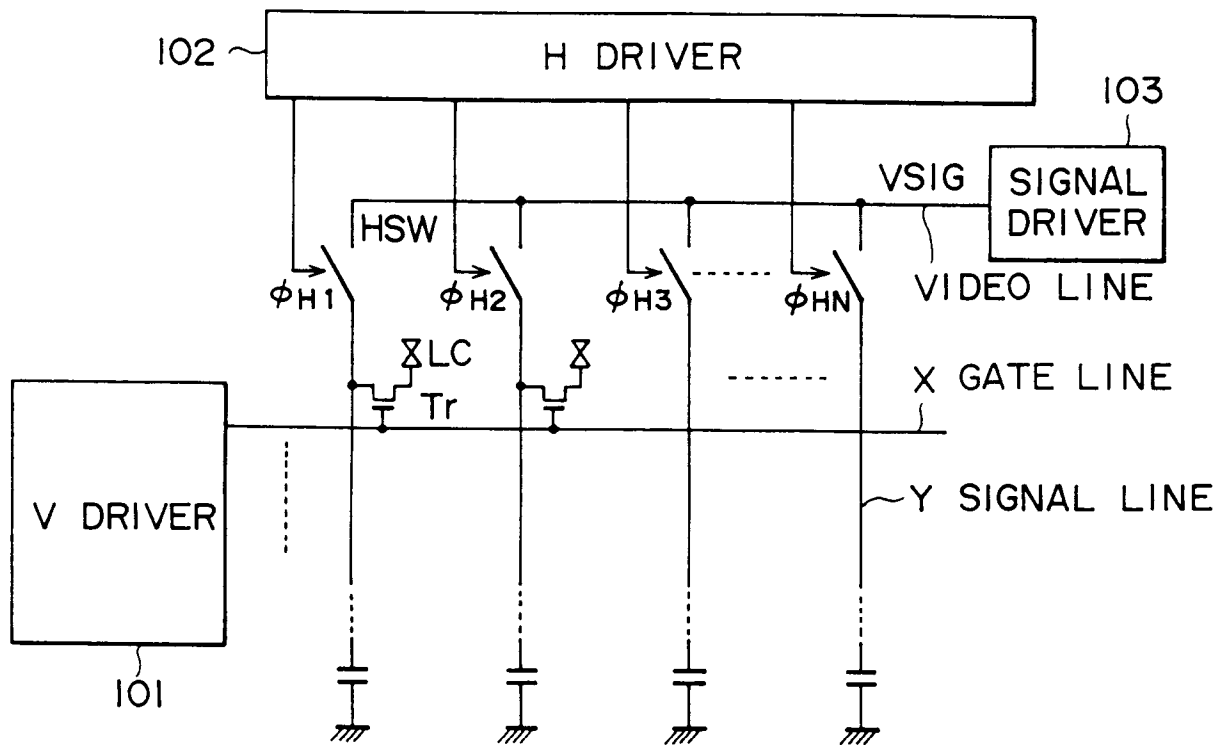 102
H DRIVER
103
VSIG
SIGNAL
DRIVER
HSW
ϕH1
ϕH2
ϕH3
ϕHN
VIDEO LINE
LC
Tr
X GATE LINE
V DRIVER
Y SIGNAL LINE
101